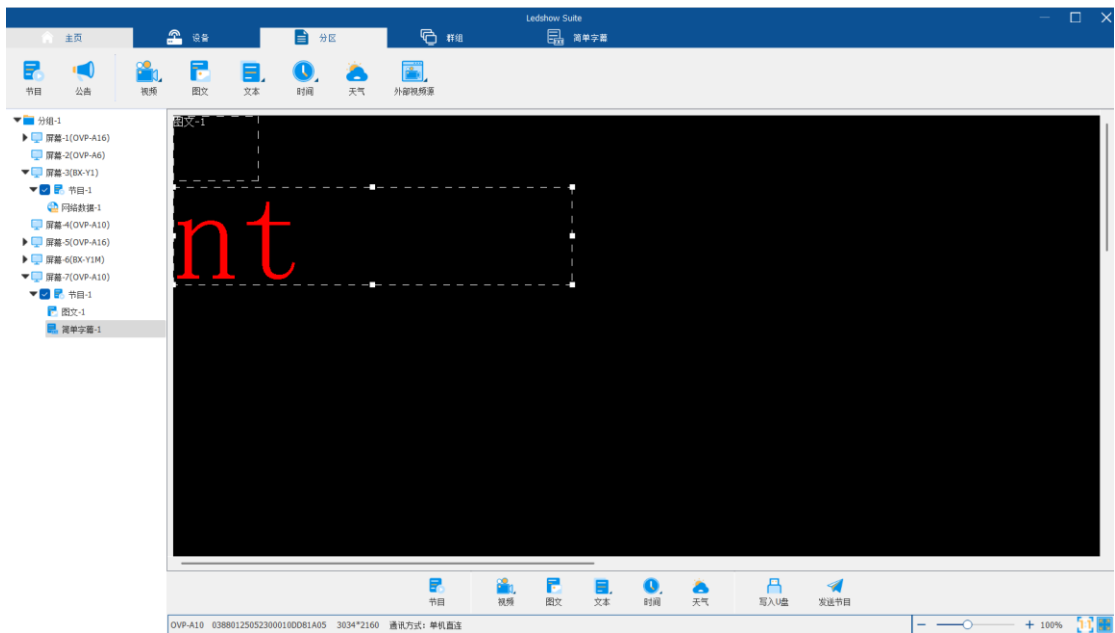 Ledshow Suite
主页 设备 分区 群组 简单字幕
节目 公告 视频 图文 文本 时间 天气 外部视频源
分组-1
屏幕-1(OVP-A16)
屏幕-2(OVP-A6)
屏幕-3(BX-Y1)
节目-1
网络数据-1
屏幕-4(OVP-A10)
屏幕-5(OVP-A16)
屏幕-6(BX-Y1M)
屏幕-7(OVP-A10)
节目-1
图文-1
简单字幕-1
图文-1
nt
节目 视频 图文 文本 时间 天气 写入U盘 发送节目
OVP-A10 03880125052300010DDB1A05 3034*2160 通讯方式: 单机直连 100% 1:1